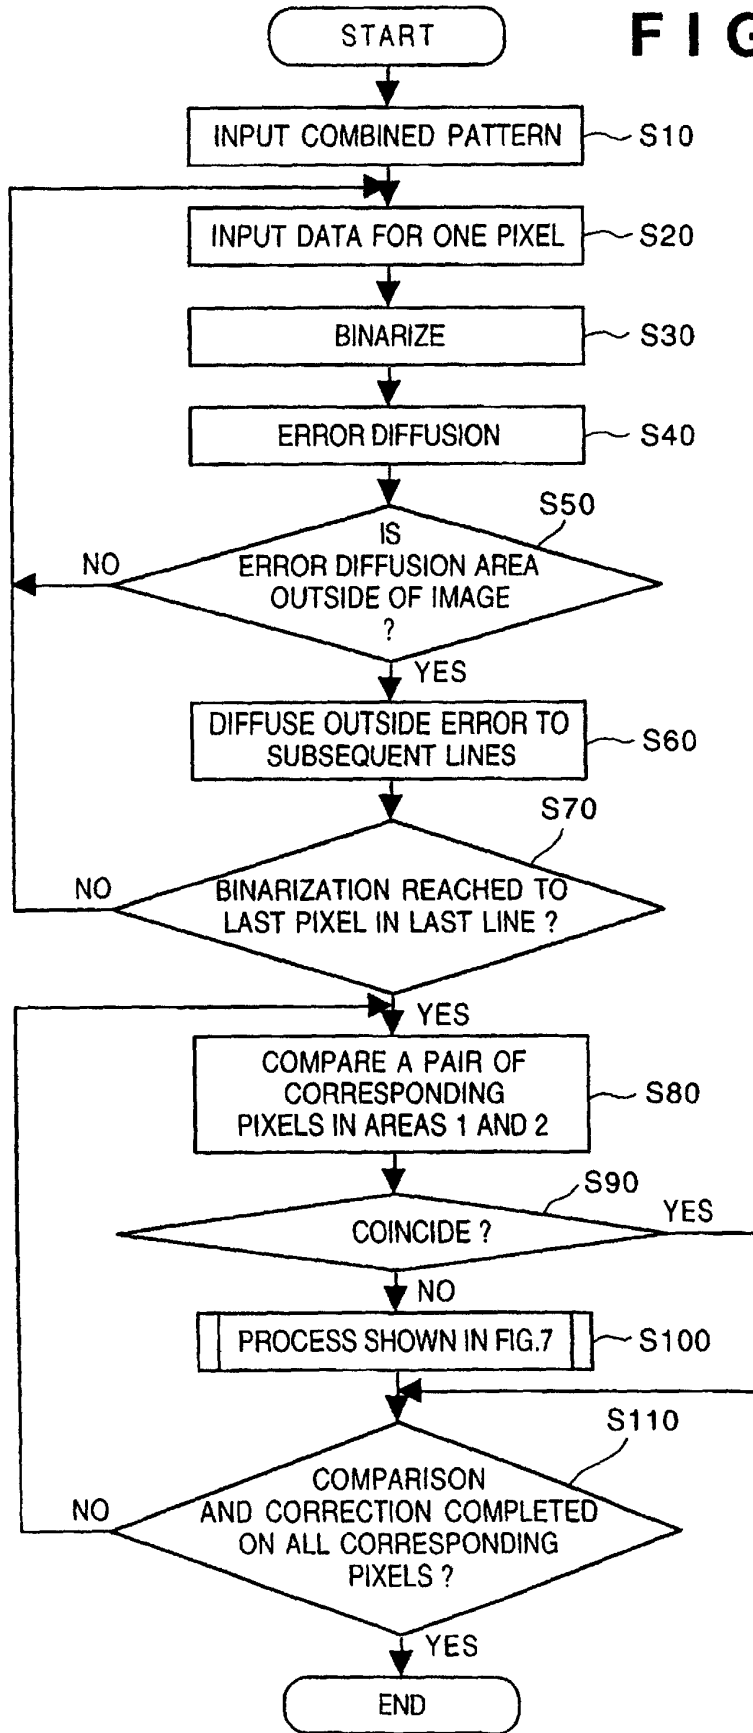 START
FIG
INPUT COMBINED PATTERN
S10
INPUT DATA FOR ONE PIXEL
S20
BINARIZE
S30
ERROR DIFFUSION
S40
S50
IS
ERROR DIFFUSION AREA
OUTSIDE OF IMAGE
?
NO
YES
DIFFUSE OUTSIDE ERROR TO
SUBSEQUENT LINES
S60
S70
BINARIZATION REACHED TO
LAST PIXEL IN LAST LINE ?
NO
YES
COMPARE A PAIR OF
CORRESPONDING
PIXELS IN AREAS 1 AND 2
S80
S90
COINCIDE ?
YES
NO
PROCESS SHOWN IN FIG.7
S100
S110
COMPARISON
AND CORRECTION COMPLETED
ON ALL CORRESPONDING
PIXELS ?
NO
YES
END